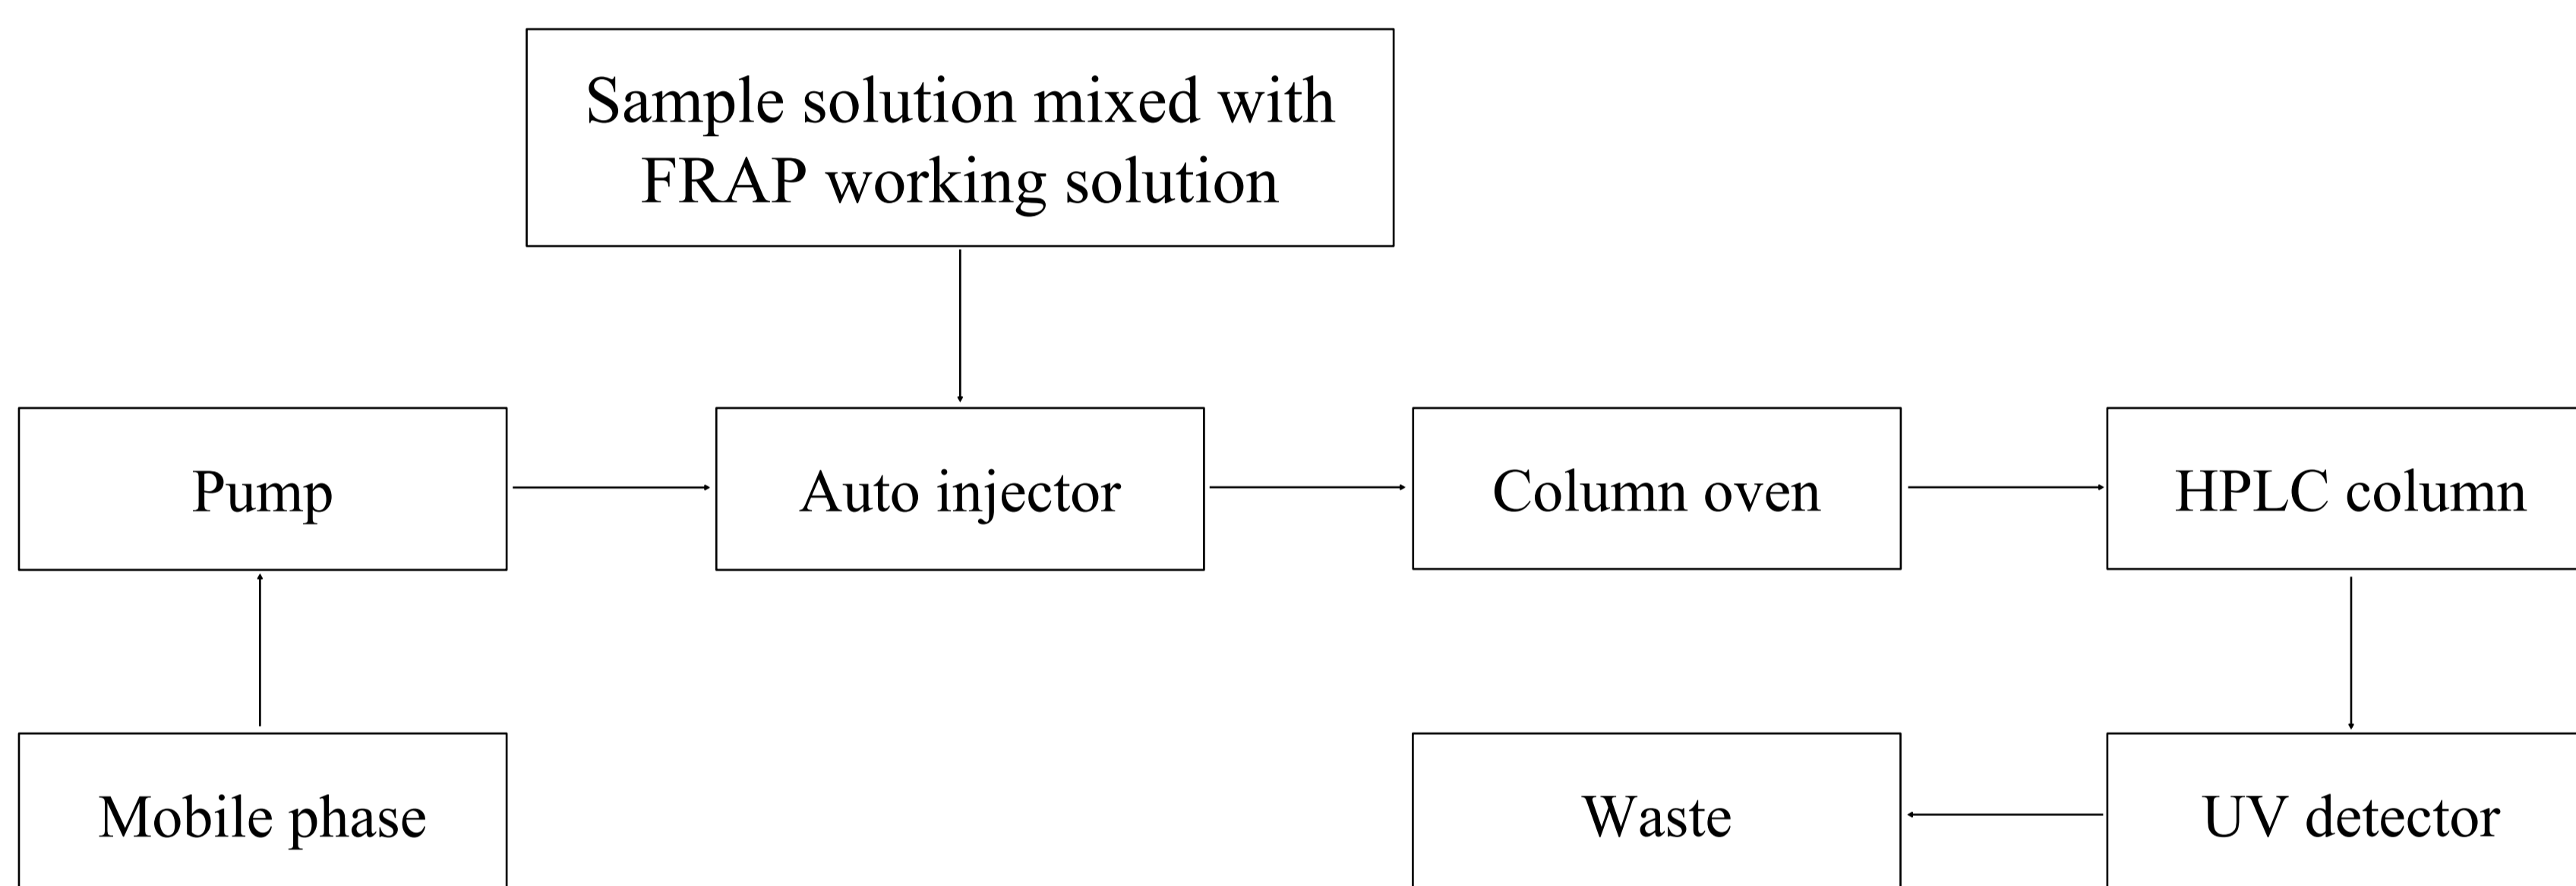 Sample solution mixed with
FRAP working solution
Pump
Auto injector
Column oven
HPLC column
Mobile phase
Waste
UV detector